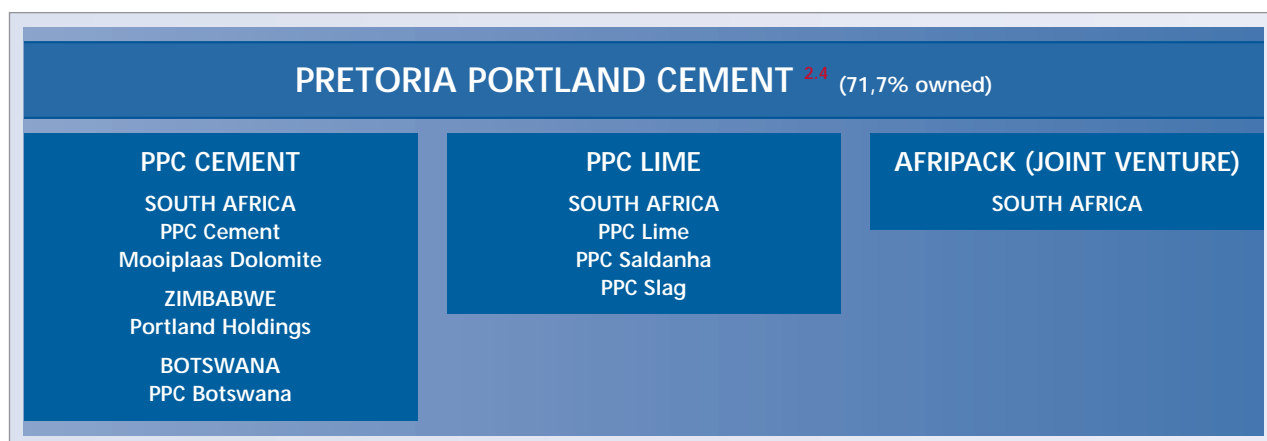 PRETORIA PORTLAND CEMENT 2.4 (71,7% owned)
PPC CEMENT
SOUTH AFRICA
PPC Cement
Mooiplaas Dolomite
ZIMBABWE
Portland Holdings
BOTSWANA
PPC Botswana
PPC LIME
SOUTH AFRICA
PPC Lime
PPC Saldanha
PPC Slag
AFRIPACK (JOINT VENTURE)
SOUTH AFRICA